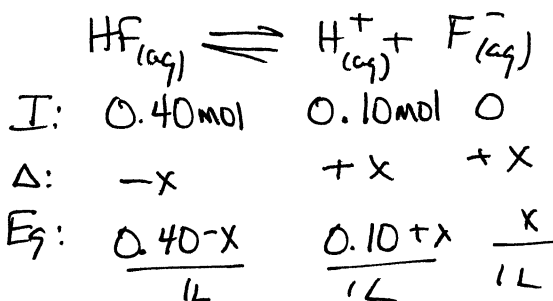 HF(aq) ⇌ H⁺(aq) + F⁻(aq)
I: 0.40mol 0.10mol 0
Δ: -x +x +x
Eq: 0.40-x/1L 0.10+x/1L x/1L